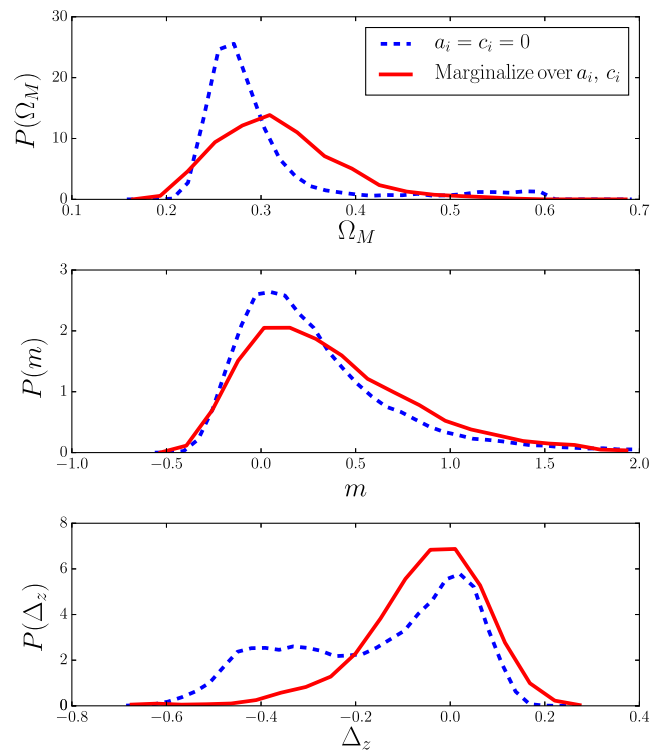 30
20
10
0
P(Ω_M)
a_i = c_i = 0
Marginalize over a_i, c_i
0.1 0.2 0.3 0.4 0.5 0.6 0.7
Ω_M
3
2
1
0
P(m)
−1.0 −0.5 0.0 0.5 1.0 1.5 2.0
m
8
6
4
2
0
P(Δ_z)
−0.8 −0.6 −0.4 −0.2 0.0 0.2 0.4
Δ_z